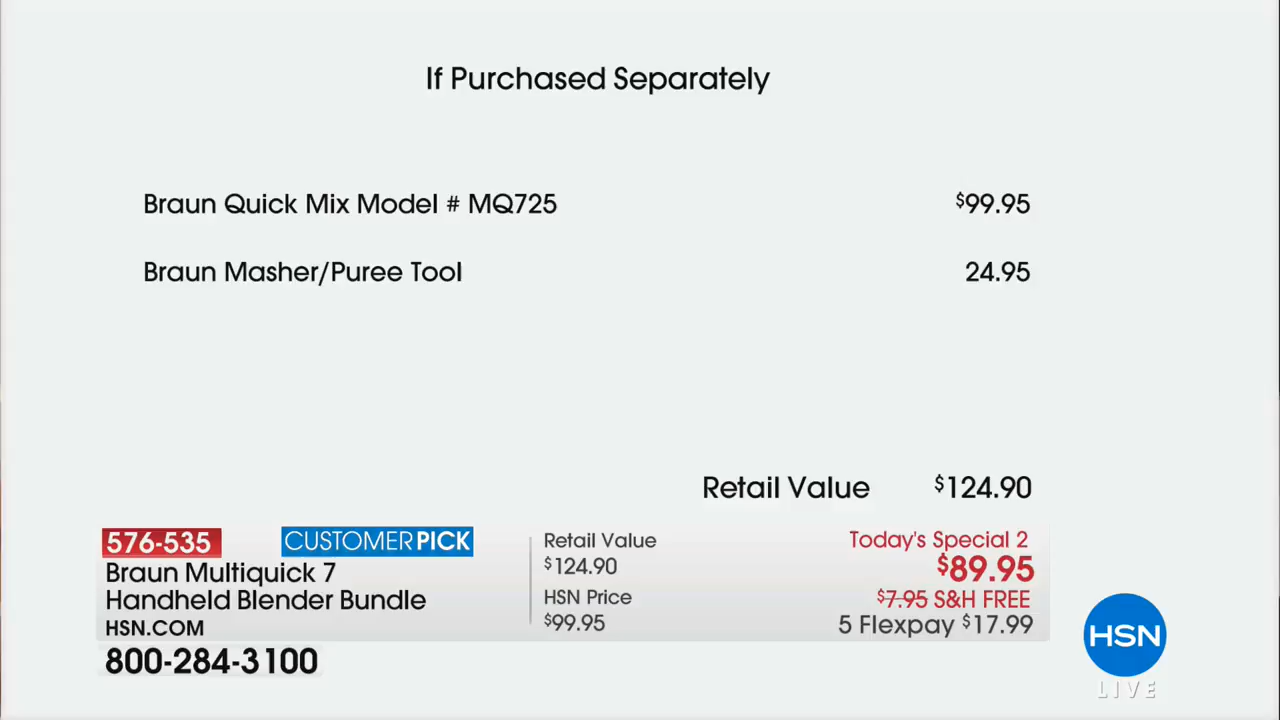 If Purchased Separately
Braun Quick Mix Model # MQ725 $99.95
Braun Masher/Puree Tool 24.95
Retail Value $124.90
576-535 CUSTOMERPICK
Braun Multiquick 7
Handheld Blender Bundle
HSN.COM
800-284-3100
Retail Value
$124.90
HSN Price
$99.95
Today's Special 2
$89.95
$7.95 S&H FREE
5 Flexpay $17.99
HSN
LIVE